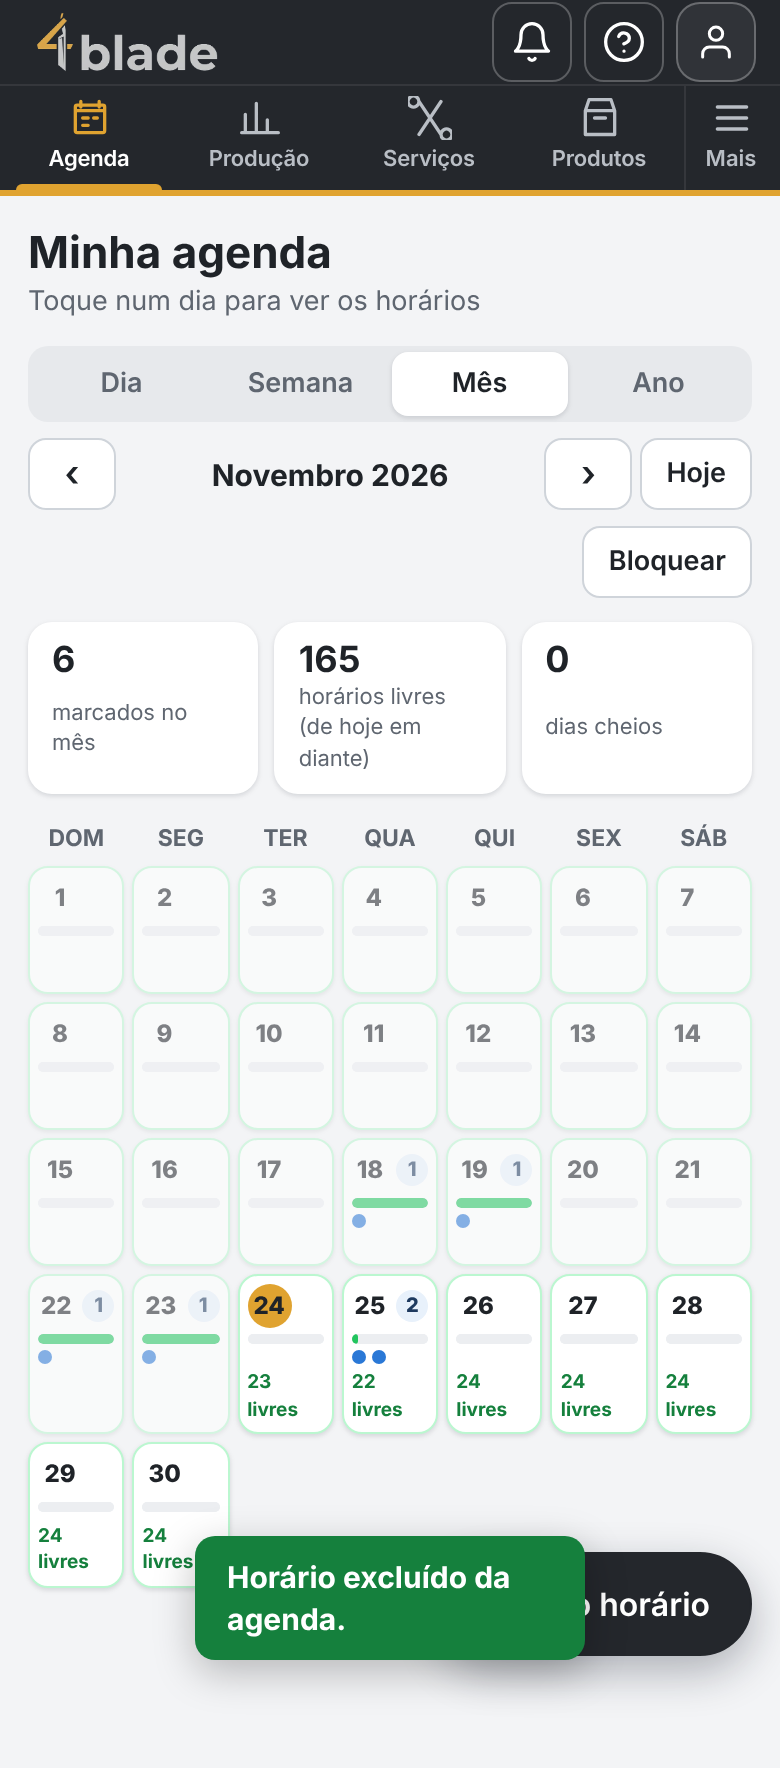 4blade
Agenda
Produção
Serviços
Produtos
Mais
Minha agenda
Toque num dia para ver os horários
Dia Semana Mês Ano
‹ Novembro 2026 › Hoje
Bloquear
6
marcados no
mês
165
horários livres
(de hoje em
diante)
0
dias cheios
DOM SEG TER QUA QUI SEX SÁB
1 2 3 4 5 6 7
8 9 10 11 12 13 14
15 16 17 18 1 19 1 20 21
22 1 23 1 24 25 2 26 27 28
23 22 24 24 24
livres livres livres livres livres
29 30
24 24
livres livres
Horário excluído da
agenda.
horário